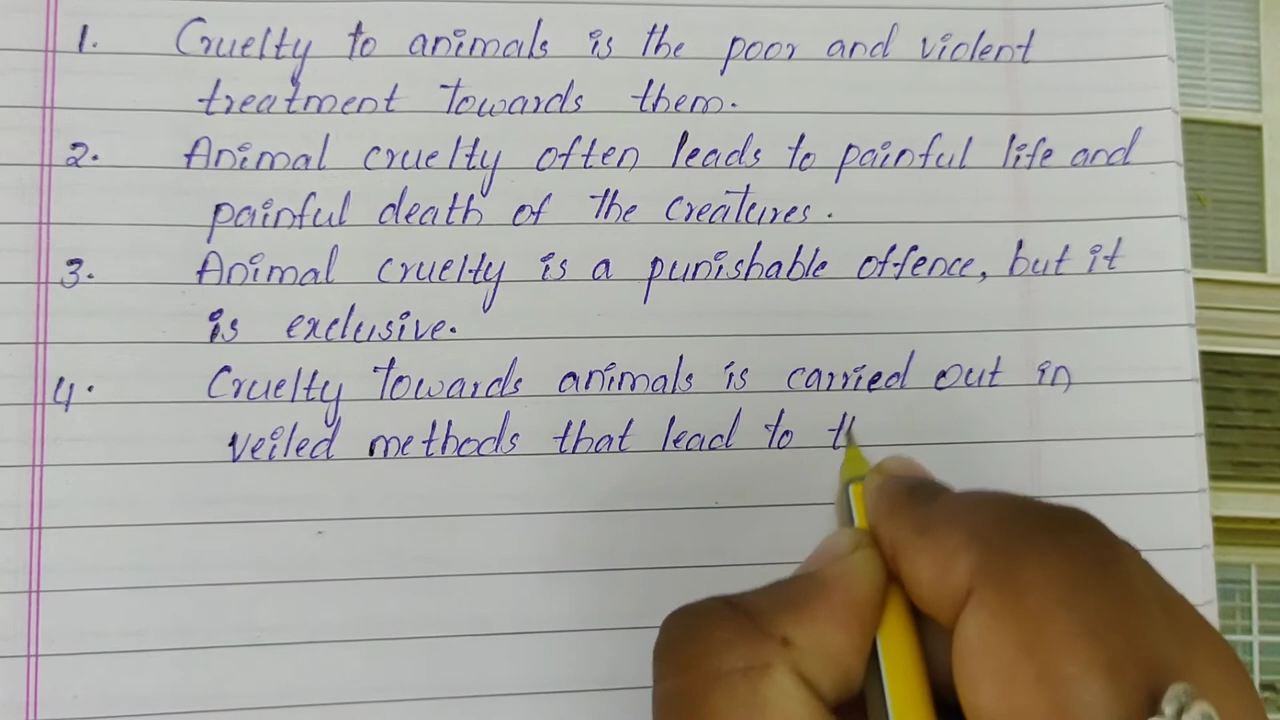 1. Cruelty to animals is the poor and violent
treatment towards them.
2. Animal cruelty often leads to painful life and
painful death of the creatures.
3. Animal cruelty is a punishable offence, but it
is exclusive.
4. Cruelty towards animals is carried out in
veiled methods that lead to th